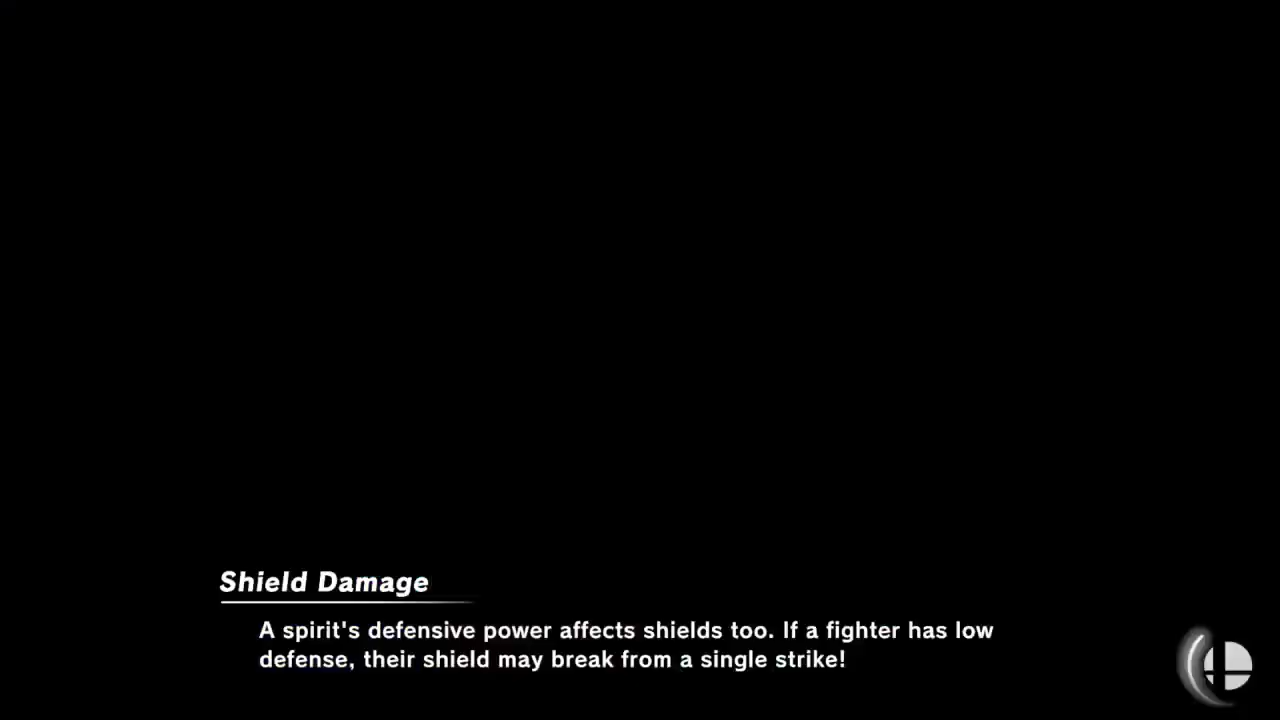 Shield Damage
A spirit's defensive power affects shields too. If a fighter has low
defense, their shield may break from a single strike!